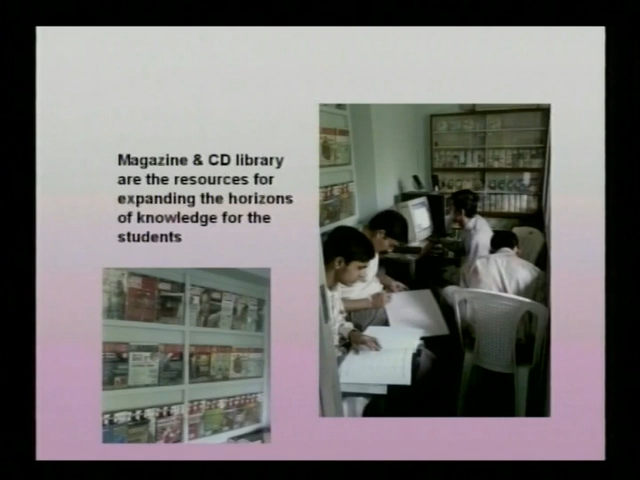 Magazine & CD library
are the resources for
expanding the horizons
of knowledge for the
students